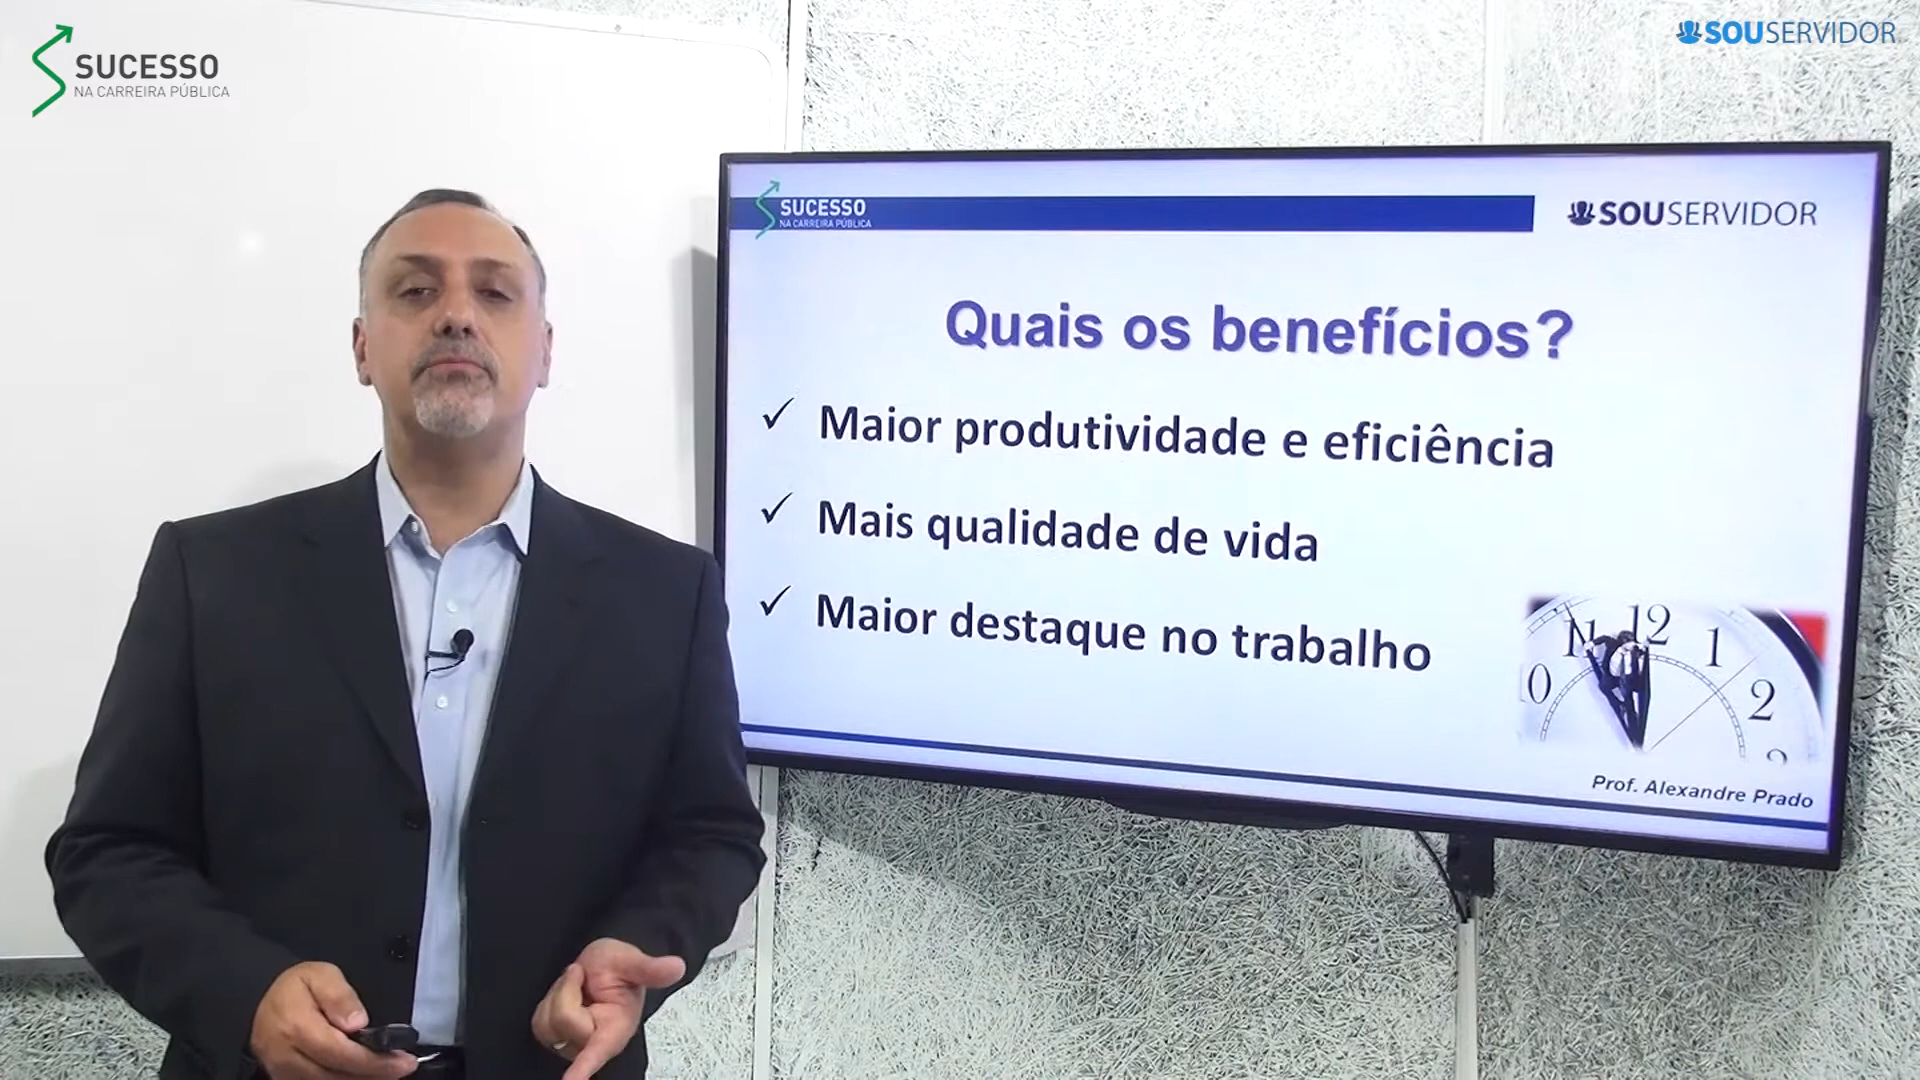 SUCESSO
NA CARREIRA PÚBLICA
SOUSERVIDOR
SUCESSO
NA CARREIRA PÚBLICA
SOUSERVIDOR
Quais os benefícios?
✓ Maior produtividade e eficiência
✓ Mais qualidade de vida
✓ Maior destaque no trabalho
12
1
2
Prof. Alexandre Prado